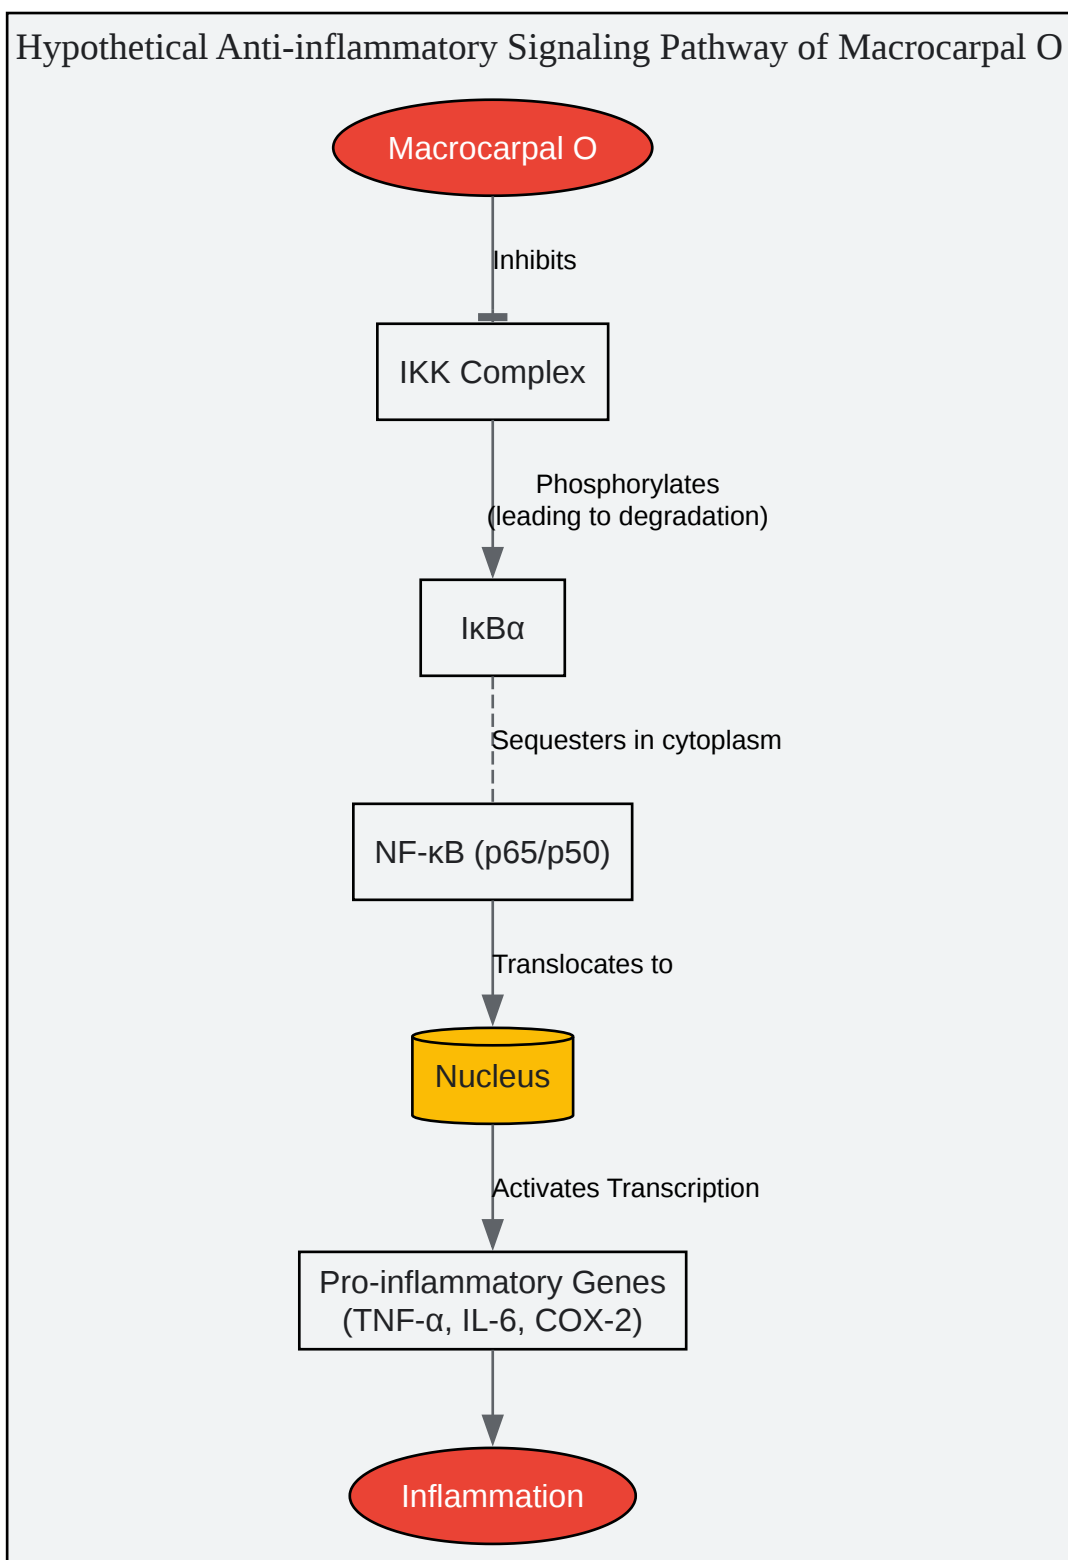 Hypothetical Anti-inflammatory Signaling Pathway of Macrocarpal O
Macrocarpal O
Inhibits
IKK Complex
Phosphorylates
(leading to degradation)
IκBα
Sequesters in cytoplasm
NF-κB (p65/p50)
Translocates to
Nucleus
Activates Transcription
Pro-inflammatory Genes
(TNF-α, IL-6, COX-2)
Inflammation